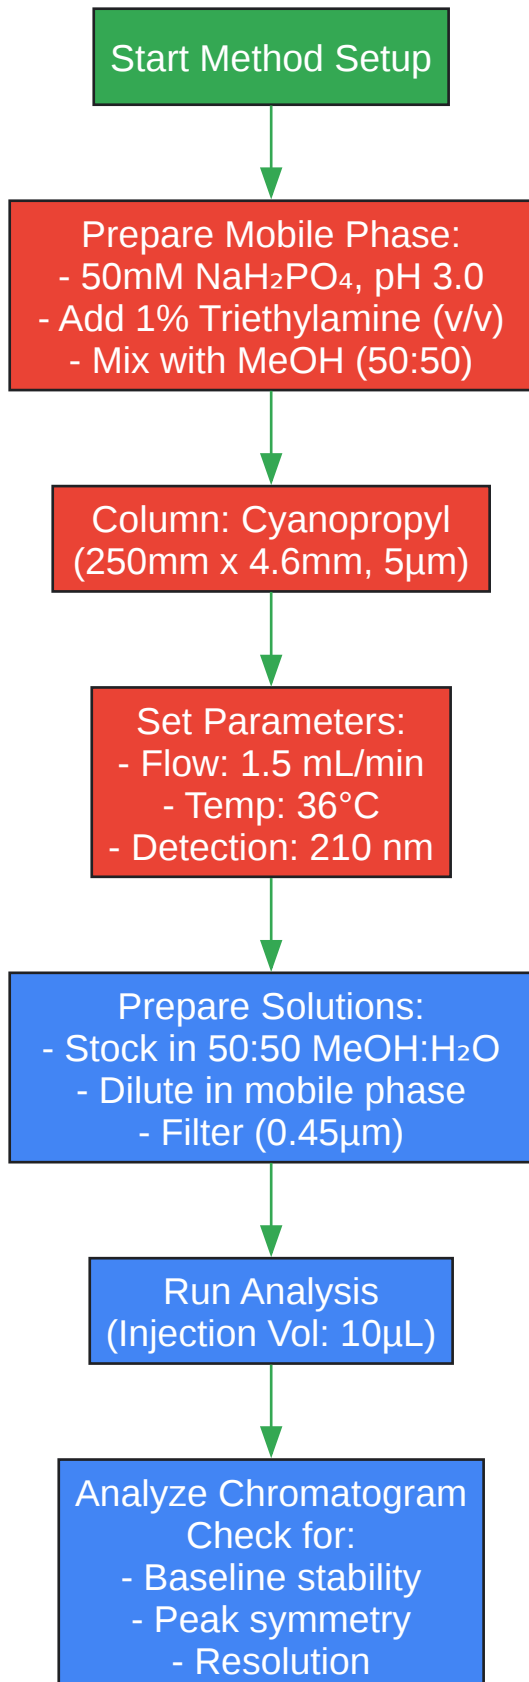 Start Method Setup
Prepare Mobile Phase:
- 50mM NaH₂PO₄, pH 3.0
- Add 1% Triethylamine (v/v)
- Mix with MeOH (50:50)
Column: Cyanopropyl
(250mm x 4.6mm, 5µm)
Set Parameters:
- Flow: 1.5 mL/min
- Temp: 36°C
- Detection: 210 nm
Prepare Solutions:
- Stock in 50:50 MeOH:H₂O
- Dilute in mobile phase
- Filter (0.45µm)
Run Analysis
(Injection Vol: 10µL)
Analyze Chromatogram
Check for:
- Baseline stability
- Peak symmetry
- Resolution